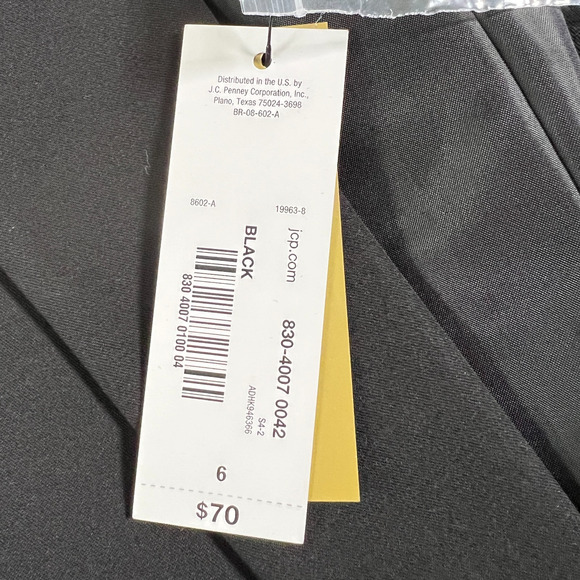 Distributed in the U.S. by
J.C. Penney Corporation, Inc.,
Plano, Texas 75024-3698
BR-08-602-A
8602-A
19963-8
jcp.com
BLACK
830 4007 0100 04
830-4007 0042
S4-2
ADHK946366
6
$70